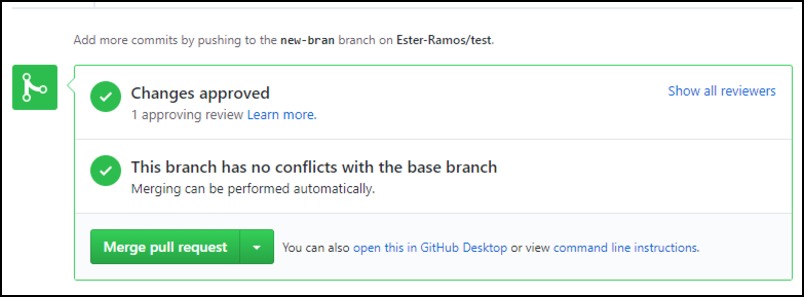 Add more commits by pushing to the new-bran branch on Ester-Ramos/test.
Changes approved
Show all reviewers
1 approving review Learn more.
This branch has no conflicts with the base branch
Merging can be performed automatically.
Merge pull request
You can also open this in GitHub Desktop or view command line instructions.